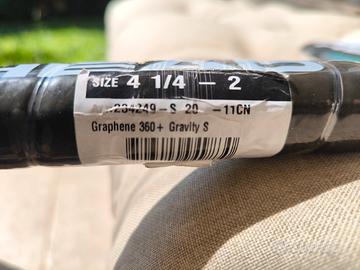 SIZE 4 1/4 - 2
234249-S 20 -11CN
Graphene 360+ Gravity S